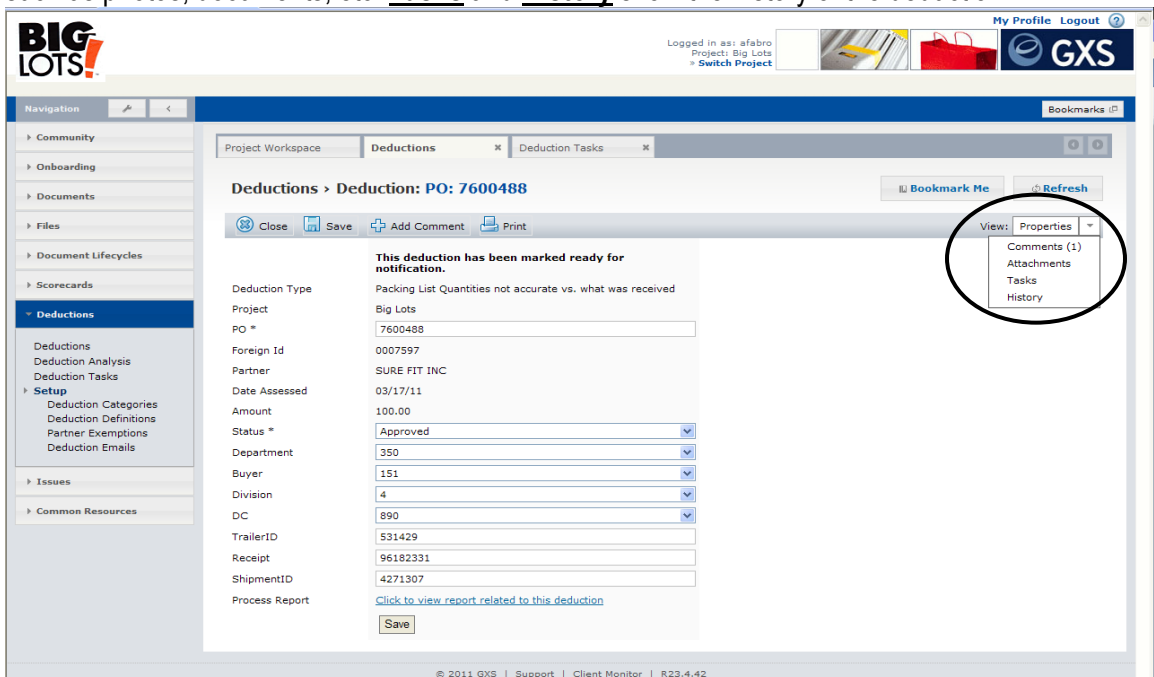 My Profile Logout ?
BIG LOTS!
Logged in as: afabro
Project: Big Lots
» Switch Project
GXS
Navigation
Bookmarks
Community
Onboarding
Documents
Files
Document Lifecycles
Scorecards
Deductions
Deductions
Deduction Analysis
Deduction Tasks
Setup
Deduction Categories
Deduction Definitions
Partner Exemptions
Deduction Emails
Issues
Common Resources
Project Workspace Deductions Deduction Tasks
Deductions › Deduction: PO: 7600488
Bookmark Me Refresh
Close Save Add Comment Print
View: Properties
Comments (1)
Attachments
Tasks
History
This deduction has been marked ready for
notification.
Deduction Type Packing List Quantities not accurate vs. what was received
Project Big Lots
PO * 7600488
Foreign Id 0007597
Partner SURE FIT INC
Date Assessed 03/17/11
Amount 100.00
Status * Approved
Department 350
Buyer 151
Division 4
DC 890
TrailerID 531429
Receipt 96182331
ShipmentID 4271307
Process Report Click to view report related to this deduction
Save
© 2011 GXS | Support | Client Monitor | R23.4.42